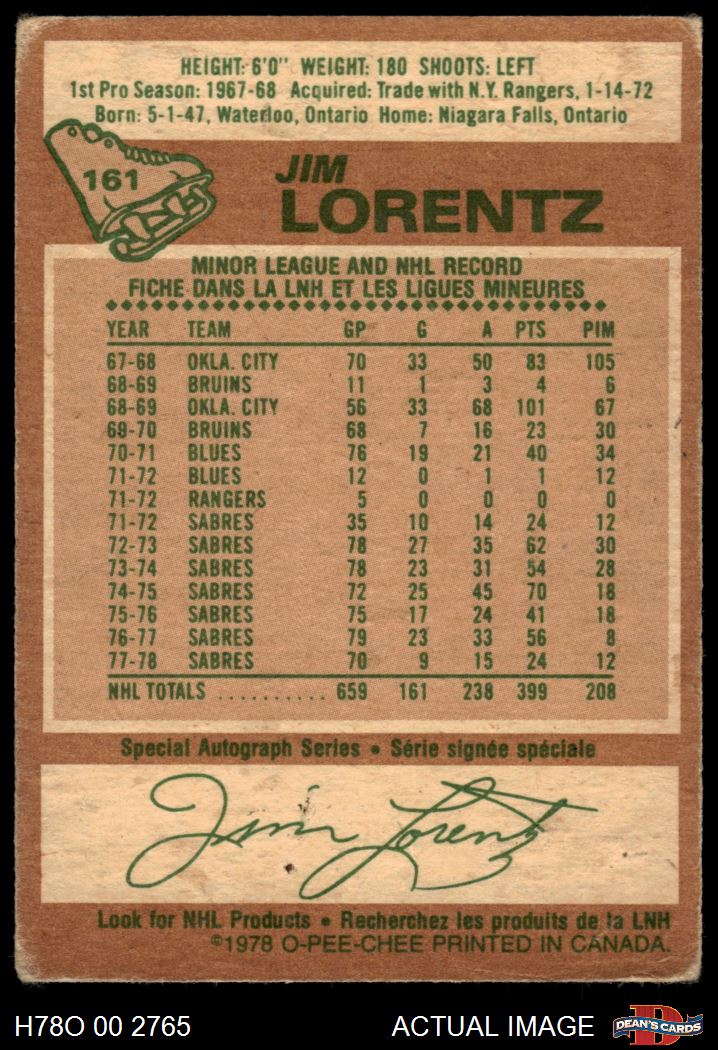 HEIGHT: 6'0" WEIGHT: 180 SHOOTS: LEFT
1st Pro Season: 1967-68 Acquired: Trade with N.Y. Rangers, 1-14-72
Born: 5-1-47, Waterloo, Ontario Home: Niagara Falls, Ontario
161
JIM
LORENTZ
MINOR LEAGUE AND NHL RECORD
FICHE DANS LA LNH ET LES LIGUES MINEURES
YEAR TEAM GP G A PTS PIM
67-68 OKLA. CITY 70 33 50 83 105
68-69 BRUINS 11 1 3 4 6
68-69 OKLA. CITY 56 33 68 101 67
69-70 BRUINS 68 7 16 23 30
70-71 BLUES 76 19 21 40 34
71-72 BLUES 12 0 1 1 12
71-72 RANGERS 5 0 0 0 0
71-72 SABRES 35 10 14 24 12
72-73 SABRES 78 27 35 62 30
73-74 SABRES 78 23 31 54 28
74-75 SABRES 72 25 45 70 18
75-76 SABRES 75 17 24 41 18
76-77 SABRES 79 23 33 56 8
77-78 SABRES 70 9 15 24 12
NHL TOTALS .......... 659 161 238 399 208
Special Autograph Series • Série signée spéciale
Jim Lorentz
Look for NHL Products • Recherchez les produits de la LNH
©1978 O-PEE-CHEE PRINTED IN CANADA.
H78O 00 2765 ACTUAL IMAGE DEAN'S CARDS